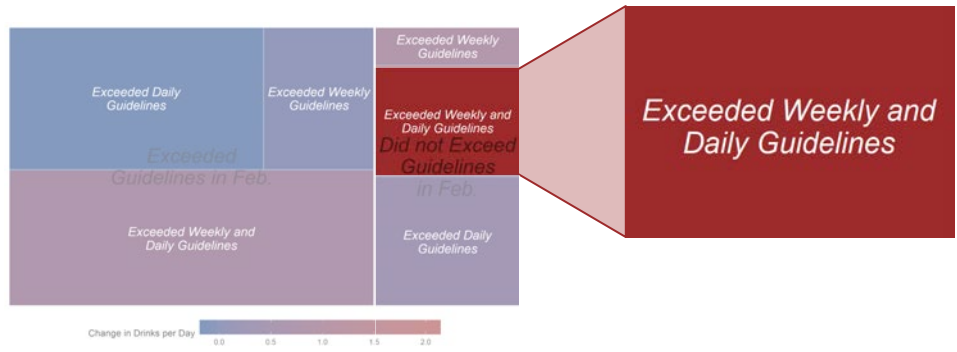 Exceeded Daily
Guidelines
Exceeded Weekly
Guidelines
Exceeded
Guidelines in Feb.
Exceeded Weekly and
Daily Guidelines
Exceeded Weekly
Guidelines
Exceeded Weekly and
Daily Guidelines
Did not Exceed
Guidelines
in Feb.
Exceeded Daily
Guidelines
Exceeded Weekly and
Daily Guidelines
Change in Drinks per Day
0.0 0.5 1.0 1.5 2.0